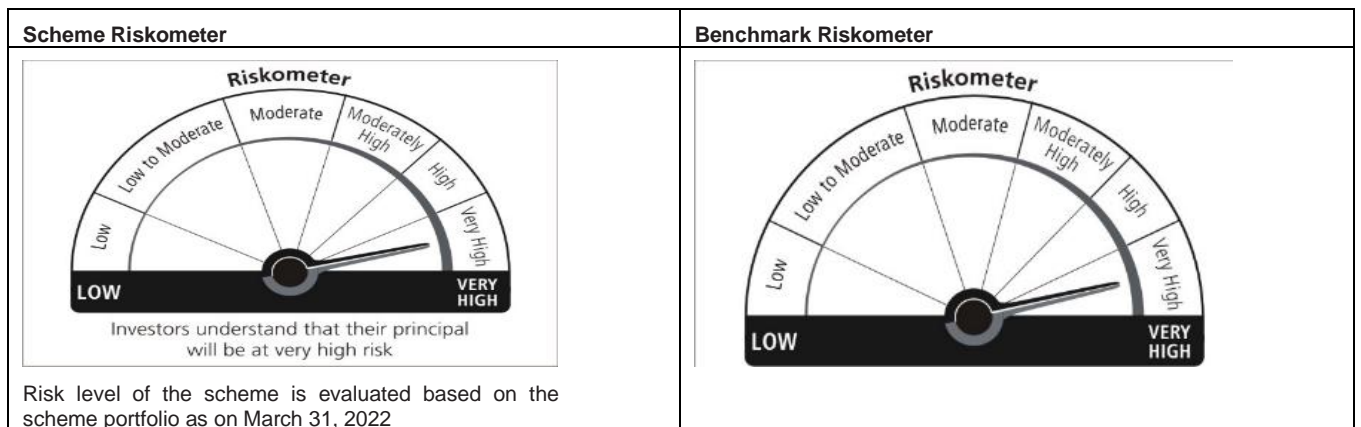 Scheme Riskometer
Riskometer
Low
Low to Moderate
Moderate
Moderately
High
High
Very High
LOW
VERY
HIGH
Investors understand that their principal
will be at very high risk
Risk level of the scheme is evaluated based on the
scheme portfolio as on March 31, 2022
Benchmark Riskometer
Riskometer
Low
Low to Moderate
Moderate
Moderately
High
High
Very High
LOW
VERY
HIGH